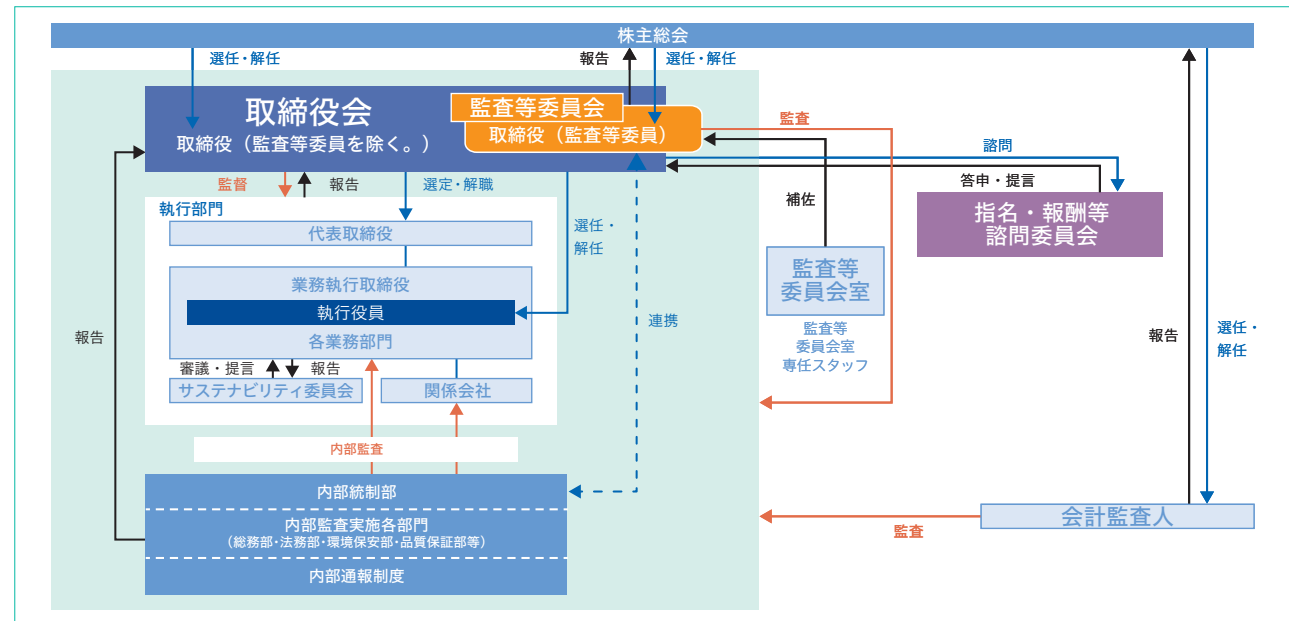 株主総会
選任・解任
報告
選任・解任
取締役会
取締役（監査等委員を除く。）
監査等委員会
取締役（監査等委員）
監査
諮問
答申・提言
指名・報酬等
諮問委員会
監督
報告
選定・解職
補佐
執行部門
代表取締役
選任・
解任
業務執行取締役
執行役員
各業務部門
監査等
委員会室
監査等
委員会室
専任スタッフ
連携
報告
報告
選任・
解任
審議・提言
報告
サステナビリティ委員会
関係会社
内部監査
内部統制部
内部監査実施各部門
（総務部・法務部・環境保安部・品質保証部等）
内部通報制度
会計監査人
監査